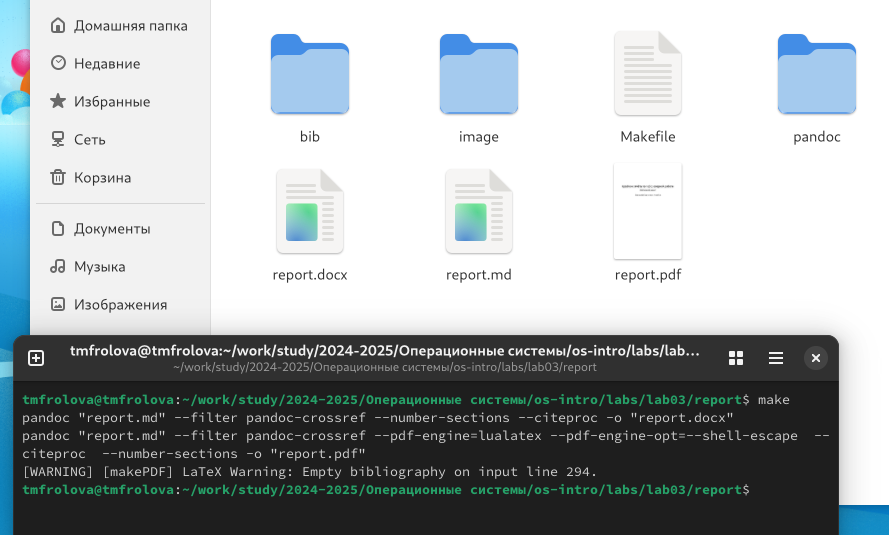 Домашняя папка
Недавние
Избранные
Сеть
Корзина
Документы
Музыка
Изображения
bib
image
Makefile
pandoc
report.docx
report.md
report.pdf
tmfrolova@tmfrolova:~/work/study/2024-2025/Операционные системы/os-intro/labs/lab...
~/work/study/2024-2025/Операционные системы/os-intro/labs/lab03/report
tmfrolova@tmfrolova:~/work/study/2024-2025/Операционные системы/os-intro/labs/lab03/report$ make
pandoc "report.md" --filter pandoc-crossref --number-sections --citeproc -o "report.docx"
pandoc "report.md" --filter pandoc-crossref --pdf-engine=lualatex --pdf-engine-opt=--shell-escape  --
citeproc  --number-sections -o "report.pdf"
[WARNING] [makePDF] LaTeX Warning: Empty bibliography on input line 294.
tmfrolova@tmfrolova:~/work/study/2024-2025/Операционные системы/os-intro/labs/lab03/report$